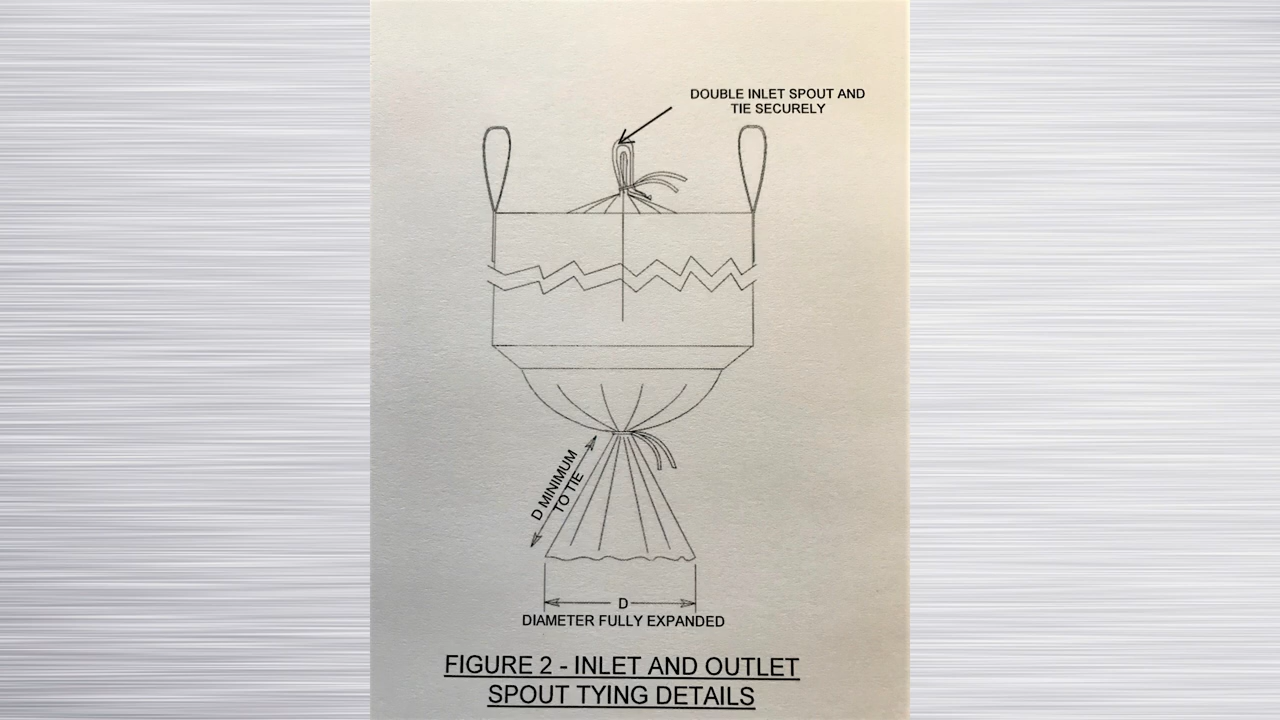 DOUBLE INLET SPOUT AND
TIE SECURELY
D MINIMUM
TO TIE
D
DIAMETER FULLY EXPANDED
FIGURE 2 - INLET AND OUTLET
SPOUT TYING DETAILS